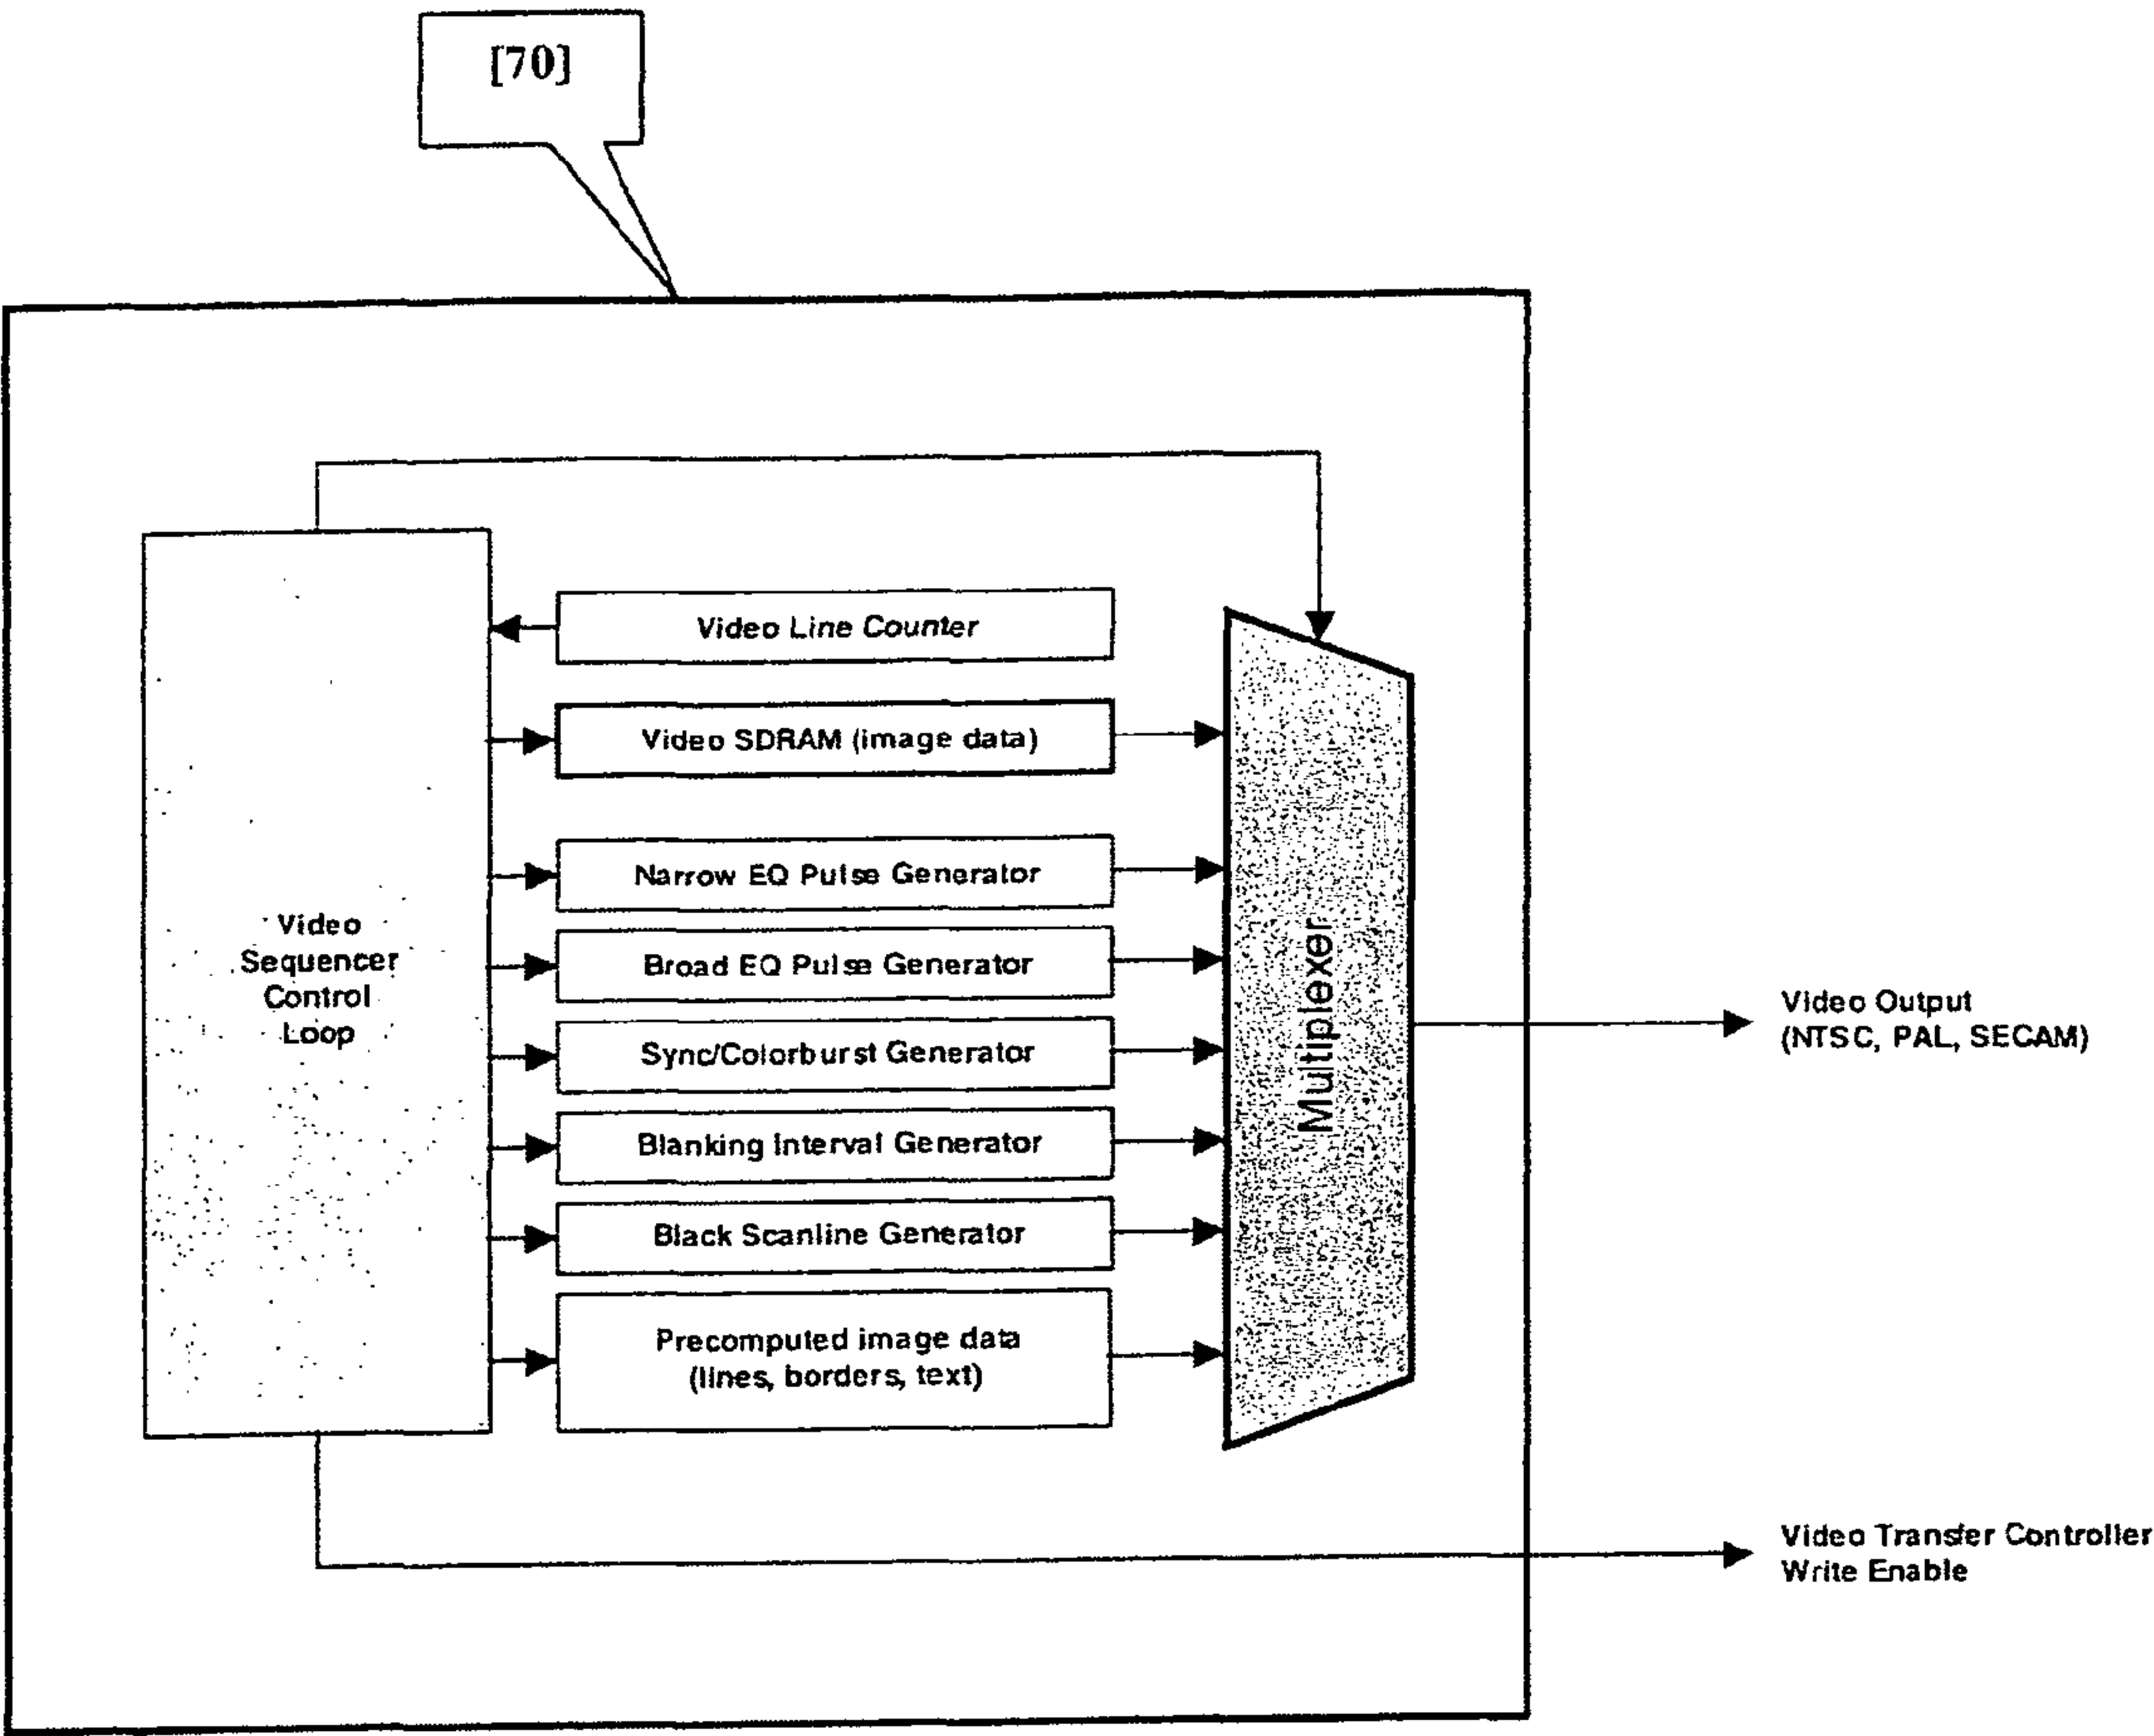 [70]
Video Line Counter
Video SDRAM (image data)
Narrow EQ Pulse Generator
Broad EQ Pulse Generator
Sync/Colorburst Generator
Blanking Interval Generator
Black Scanline Generator
Precomputed image data
(lines, borders, text)
Video
Sequencer
Control
Loop
Multiplexer
Video Output
(NTSC, PAL, SECAM)
Video Transfer Controller
Write Enable